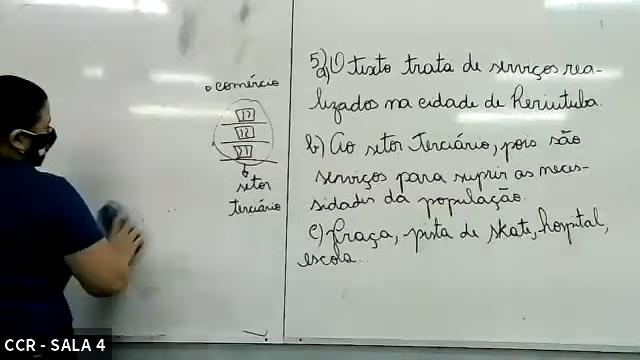 comércio
setor
terciário
5) a) O texto trata de serviços rea-
lizados na cidade de Heriutuba.
b) Ao setor Terciário, pois são
serviços para suprir as neces-
sidades da população.
c) Praça, pista de skate, hospital,
escola.
CCR - SALA 4